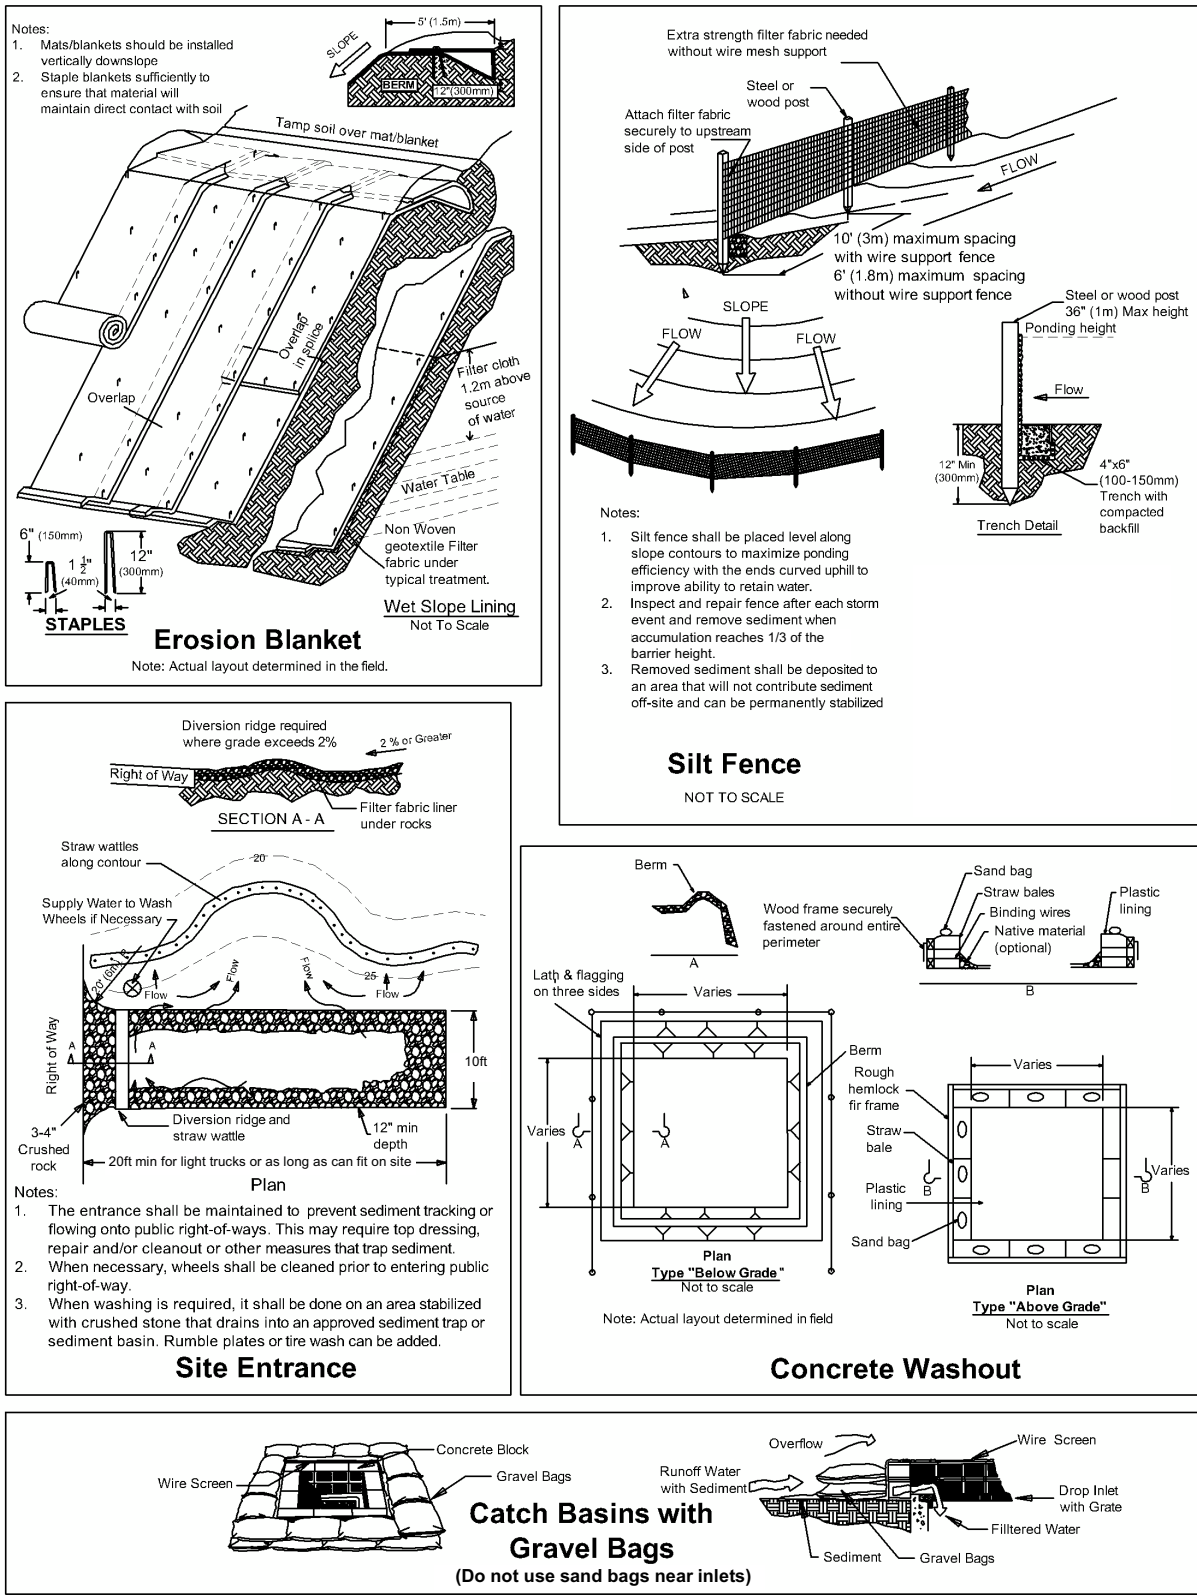 Notes:
1. Mats/blankets should be installed
vertically downslope
2. Staple blankets sufficiently to
ensure that material will
maintain direct contact with soil
5' (1.5m)
SLOPE
BERM
12"(300mm)
Tamp soil over mat/blanket
Overlap
in splice
Overlap
Filter cloth
1.2m above
source
of water
Water Table
Non Woven
geotextile Filter
fabric under
typical treatment.
6" (150mm)
1 1/2"
(40mm)
12"
(300mm)
STAPLES
Wet Slope Lining
Not To Scale
Erosion Blanket
Note: Actual layout determined in the field.
Extra strength filter fabric needed
without wire mesh support
Steel or
wood post
Attach filter fabric
securely to upstream
side of post
FLOW
10' (3m) maximum spacing
with wire support fence
6' (1.8m) maximum spacing
without wire support fence
SLOPE
FLOW
FLOW
Steel or wood post
36" (1m) Max height
Ponding height
Flow
12" Min
(300mm)
4"x6"
(100-150mm)
Trench with
compacted
backfill
Trench Detail
Notes:
1. Silt fence shall be placed level along
slope contours to maximize ponding
efficiency with the ends curved uphill to
improve ability to retain water.
2. Inspect and repair fence after each storm
event and remove sediment when
accumulation reaches 1/3 of the
barrier height.
3. Removed sediment shall be deposited to
an area that will not contribute sediment
off-site and can be permanently stabilized
Silt Fence
NOT TO SCALE
Diversion ridge required
where grade exceeds 2%
2 % or Greater
Right of Way
Filter fabric liner
under rocks
SECTION A - A
Straw wattles
along contour
20
Supply Water to Wash
Wheels if Necessary
20' (6m) R
Flow
Flow
Flow
25
Flow
Right of Way
A
A
10ft
3-4"
Crushed
rock
Diversion ridge and
straw wattle
12" min
depth
20ft min for light trucks or as long as can fit on site
Plan
Notes:
1. The entrance shall be maintained to prevent sediment tracking or
flowing onto public right-of-ways. This may require top dressing,
repair and/or cleanout or other measures that trap sediment.
2. When necessary, wheels shall be cleaned prior to entering public
right-of-way.
3. When washing is required, it shall be done on an area stabilized
with crushed stone that drains into an approved sediment trap or
sediment basin. Rumble plates or tire wash can be added.
Site Entrance
Berm
A
Wood frame securely
fastened around entire
perimeter
Sand bag
Straw bales
Binding wires
Native material
(optional)
Plastic
lining
B
Lath & flagging
on three sides
Varies
Varies
A
A
Berm
Plan
Type "Below Grade"
Not to scale
Note: Actual layout determined in field
Rough
hemlock
fir frame
Straw
bale
Plastic
lining
Sand bag
Varies
Varies
B
B
Plan
Type "Above Grade"
Not to scale
Concrete Washout
Wire Screen
Concrete Block
Gravel Bags
Catch Basins with
Gravel Bags
(Do not use sand bags near inlets)
Overflow
Runoff Water
with Sediment
Wire Screen
Drop Inlet
with Grate
Filltered Water
Sediment
Gravel Bags